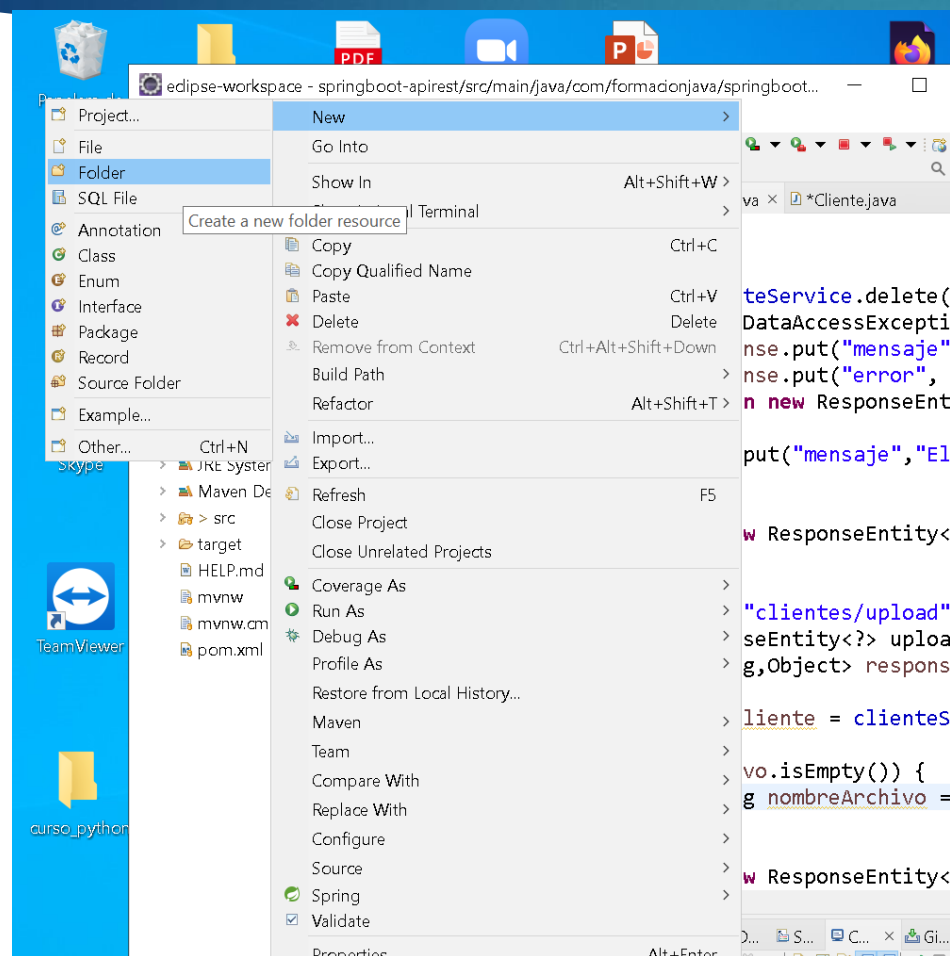 PDF
P
eclipse-workspace - springboot-apirest/src/main/java/com/formacionjava/springboot...
Project...
File
Folder
SQL File
Create a new folder resource
Annotation
Class
Enum
Interface
Package
Record
Source Folder
Example...
Other... Ctrl+N
New
Go Into
Show In Alt+Shift+W
l Terminal
Copy Ctrl+C
Copy Qualified Name
Paste Ctrl+V
Delete Delete
Remove from Context Ctrl+Alt+Shift+Down
Build Path
Refactor Alt+Shift+T
Import...
Export...
Refresh F5
Close Project
Close Unrelated Projects
Coverage As
Run As
Debug As
Profile As
Restore from Local History...
Maven
Team
Compare With
Replace With
Configure
Source
Spring
Validate
Properties Alt+Enter
Skype
JRE System
Maven De
> src
target
HELP.md
mvnw
mvnw.cm
pom.xml
TeamViewer
curso_python
va
*Cliente.java
teService.delete(
DataAccessExcepti
nse.put("mensaje"
nse.put("error",
n new ResponseEnt
put("mensaje","El
w ResponseEntity<
"clientes/upload"
seEntity<?> uploa
g,Object> respons
liente = clienteS
vo.isEmpty()) {
g nombreArchivo =
w ResponseEntity<
S... C... Gi...